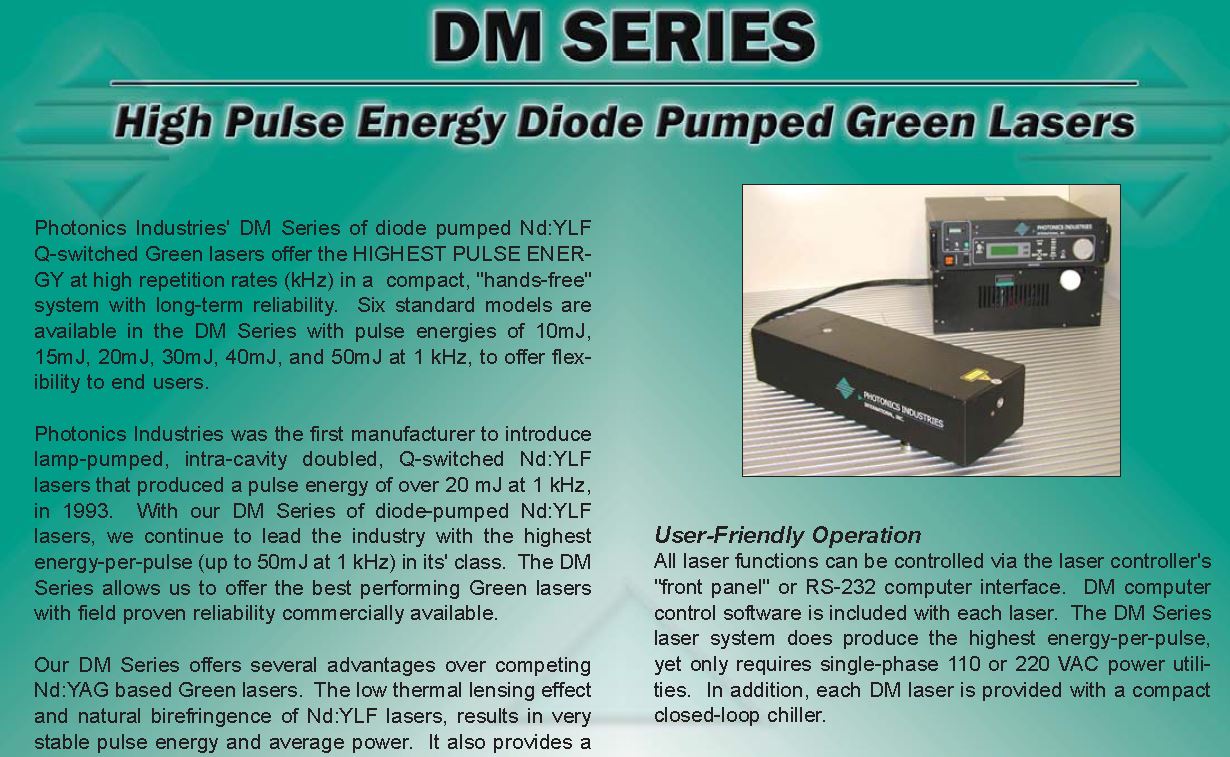 DM SERIES
High Pulse Energy Diode Pumped Green Lasers
Photonics Industries' DM Series of diode pumped Nd:YLF
Q-switched Green lasers offer the HIGHEST PULSE ENER-
GY at high repetition rates (kHz) in a compact, "hands-free"
system with long-term reliability. Six standard models are
available in the DM Series with pulse energies of 10mJ,
15mJ, 20mJ, 30mJ, 40mJ, and 50mJ at 1 kHz, to offer flex-
ibility to end users.
Photonics Industries was the first manufacturer to introduce
lamp-pumped, intra-cavity doubled, Q-switched Nd:YLF
lasers that produced a pulse energy of over 20 mJ at 1 kHz,
in 1993. With our DM Series of diode-pumped Nd:YLF
lasers, we continue to lead the industry with the highest
energy-per-pulse (up to 50mJ at 1 kHz) in its' class. The DM
Series allows us to offer the best performing Green lasers
with field proven reliability commercially available.
Our DM Series offers several advantages over competing
Nd:YAG based Green lasers. The low thermal lensing effect
and natural birefringence of Nd:YLF lasers, results in very
stable pulse energy and average power. It also provides a
PHOTONICS INDUSTRIES
INTERNATIONAL, INC.
PHOTONICS INDUSTRIES
INTERNATIONAL, INC.
User-Friendly Operation
All laser functions can be controlled via the laser controller's
"front panel" or RS-232 computer interface. DM computer
control software is included with each laser. The DM Series
laser system does produce the highest energy-per-pulse,
yet only requires single-phase 110 or 220 VAC power utili-
ties. In addition, each DM laser is provided with a compact
closed-loop chiller.